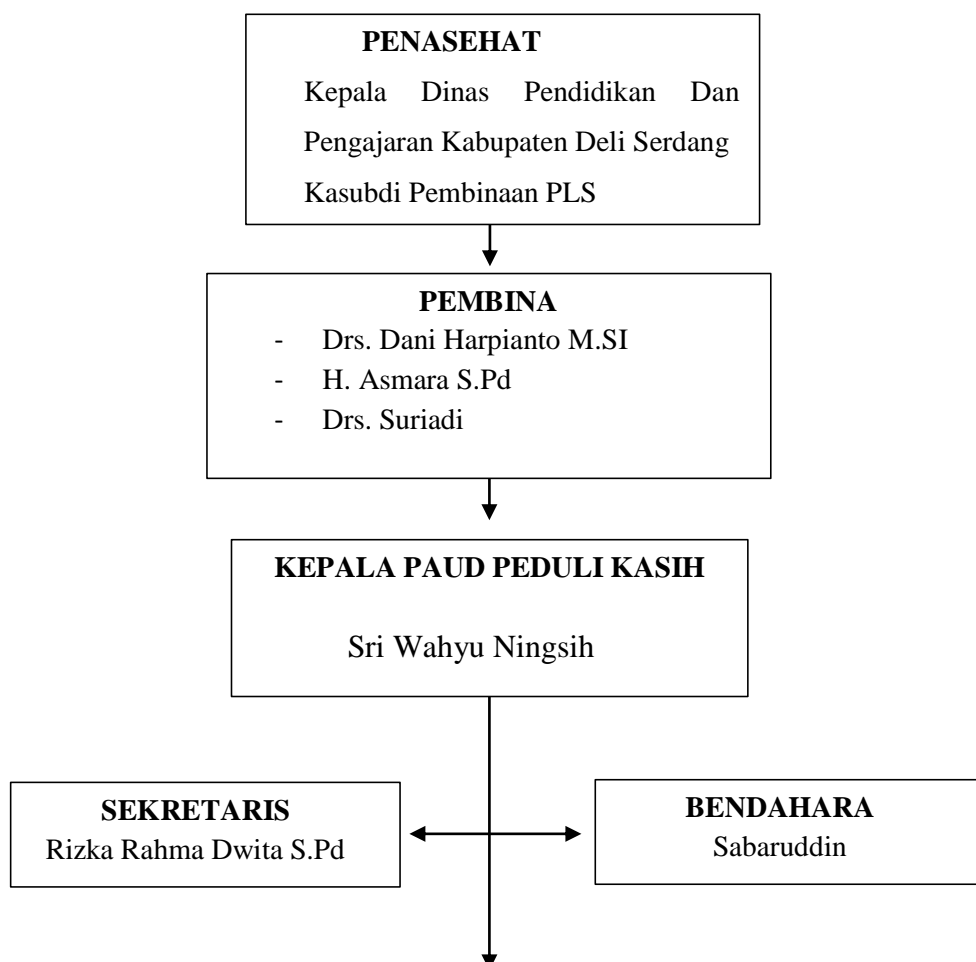 PENASEHAT
Kepala Dinas Pendidikan Dan
Pengajaran Kabupaten Deli Serdang
Kasubdi Pembinaan PLS
PEMBINA
- Drs. Dani Harpianto M.SI
- H. Asmara S.Pd
- Drs. Suriadi
KEPALA PAUD PEDULI KASIH
Sri Wahyu Ningsih
SEKRETARIS
Rizka Rahma Dwita S.Pd
BENDAHARA
Sabaruddin